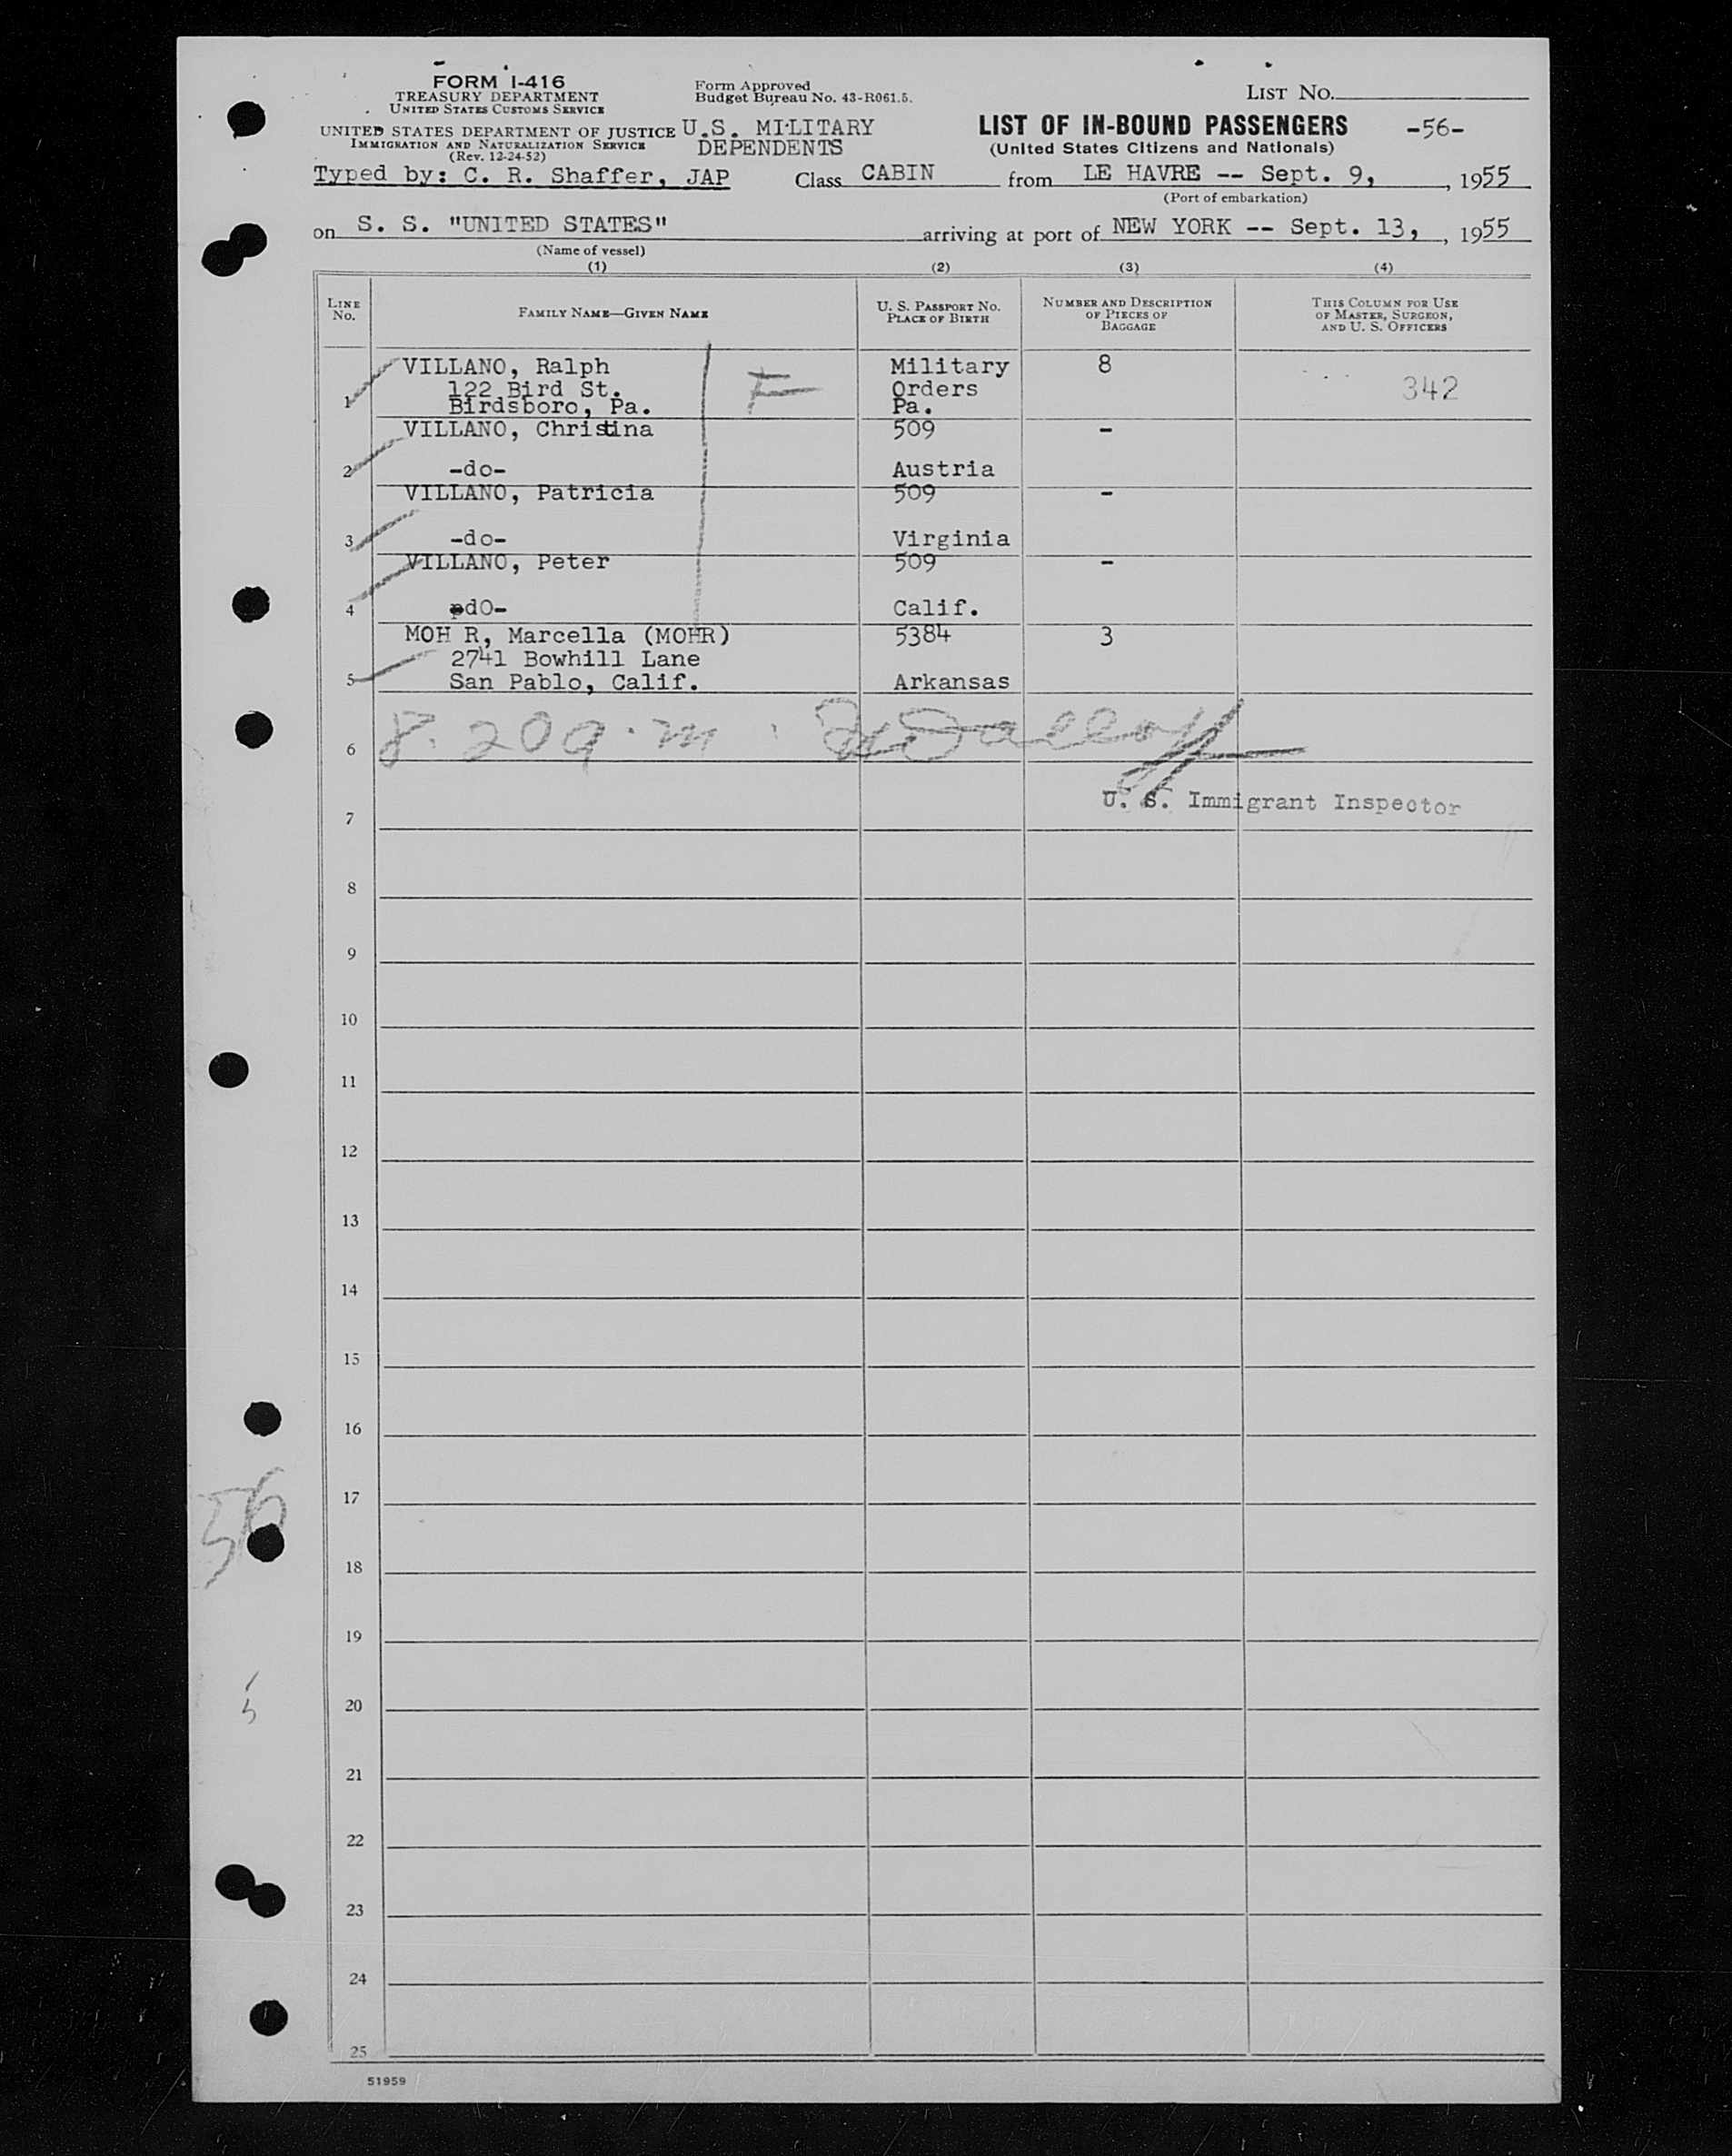 FORM I-416
TREASURY DEPARTMENT
UNITED STATES CUSTOMS SERVICE
UNITED STATES DEPARTMENT OF JUSTICE
IMMIGRATION AND NATURALIZATION SERVICE
(Rev. 12-24-52)
Form Approved
Budget Bureau No. 43-R061.5.
U.S. MILITARY
DEPENDENTS
LIST NO.
LIST OF IN-BOUND PASSENGERS -56-
(United States Citizens and Nationals)
Typed by: C. R. Shaffer, JAP Class CABIN from LE HAVRE -- Sept. 9, , 1955
(Port of embarkation)
on S. S. "UNITED STATES" arriving at port of NEW YORK -- Sept. 13, , 1955
(Name of vessel)
(1) (2) (3) (4)
LINE NO. FAMILY NAME—GIVEN NAME U. S. PASSPORT NO. PLACE OF BIRTH NUMBER AND DESCRIPTION OF PIECES OF BAGGAGE THIS COLUMN FOR USE OF MASTER, SURGEON, AND U. S. OFFICERS
VILLANO, Ralph Military 8
122 Bird St. F Orders 342
1 Birdsboro, Pa. Pa.
VILLANO, Christina 509 -
2 -do- Austria
VILLANO, Patricia 509 -
3 -do- Virginia
VILLANO, Peter 509 -
4 -dO- Calif.
MOH R, Marcella (MOHR) 5384 3
2741 Bowhill Lane
5 San Pablo, Calif. Arkansas
6 8.20 a.m.
U. S. Immigrant Inspector
7
8
9
10
11
12
13
14
15
16
17
56
18
19
5
20
21
22
23
24
25
51959